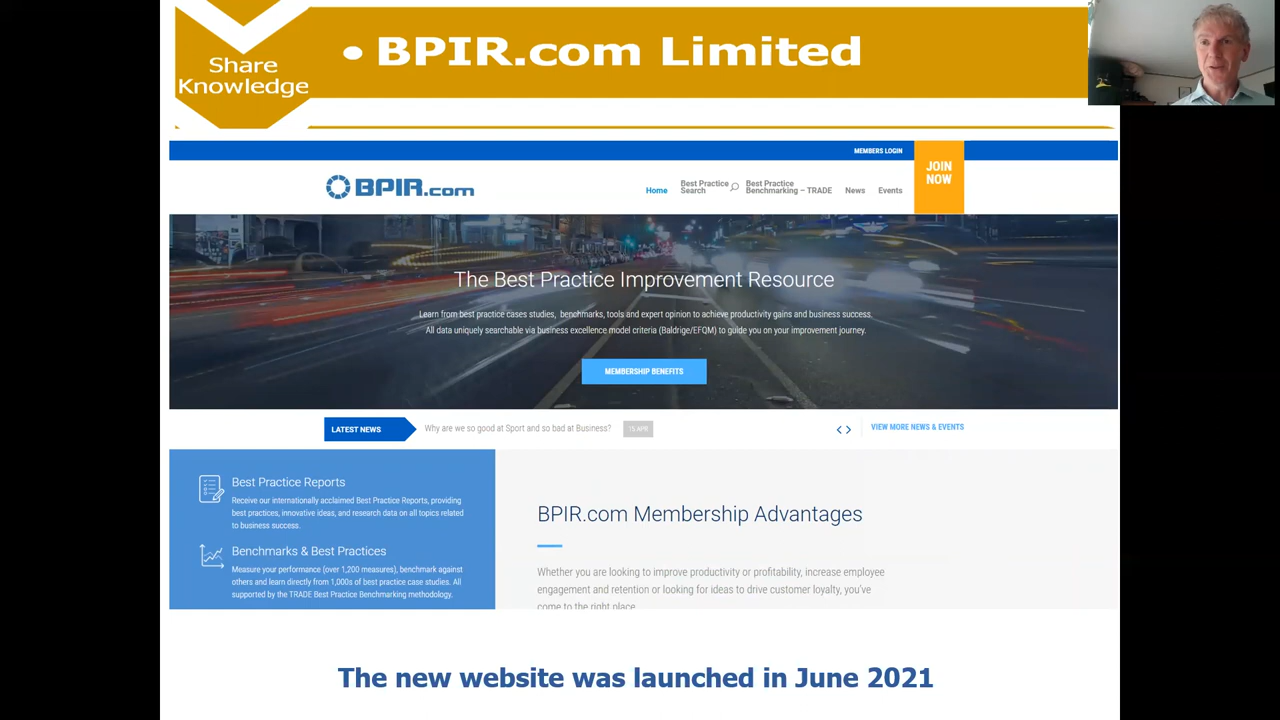 Share
Knowledge
• BPIR.com Limited
MEMBERS LOGIN
JOIN
NOW
BPIR.com
Home
Best Practice
Search
Best Practice
Benchmarking – TRADE
News
Events
The Best Practice Improvement Resource
Learn from best practice cases studies, benchmarks, tools and expert opinion to achieve productivity gains and business success.
All data uniquely searchable via business excellence model criteria (Baldrige/EFQM) to guide you on your improvement journey.
MEMBERSHIP BENEFITS
LATEST NEWS
Why are we so good at Sport and so bad at Business?
15 APR
VIEW MORE NEWS & EVENTS
Best Practice Reports
Receive our internationally acclaimed Best Practice Reports, providing
best practices, innovative ideas, and research data on all topics related
to business success.
Benchmarks & Best Practices
Measure your performance (over 1,200 measures), benchmark against
others and learn directly from 1,000s of best practice case studies. All
supported by the TRADE Best Practice Benchmarking methodology.
BPIR.com Membership Advantages
Whether you are looking to improve productivity or profitability, increase employee
engagement and retention or looking for ideas to drive customer loyalty, you've
come to the right place
The new website was launched in June 2021